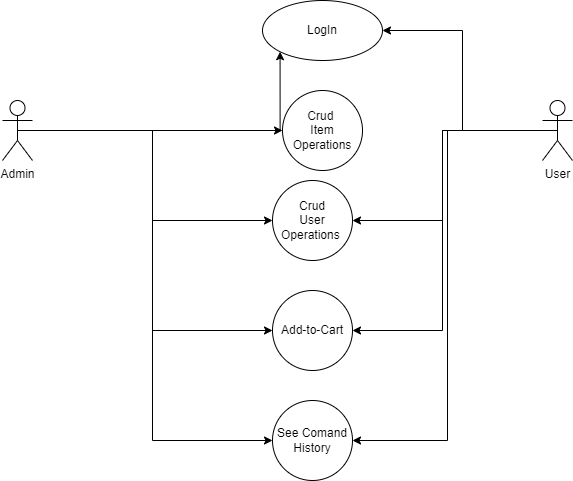 LogIn
Crud
Item
Operations
Admin
User
Crud
User
Operations
Add-to-Cart
See Comand
History